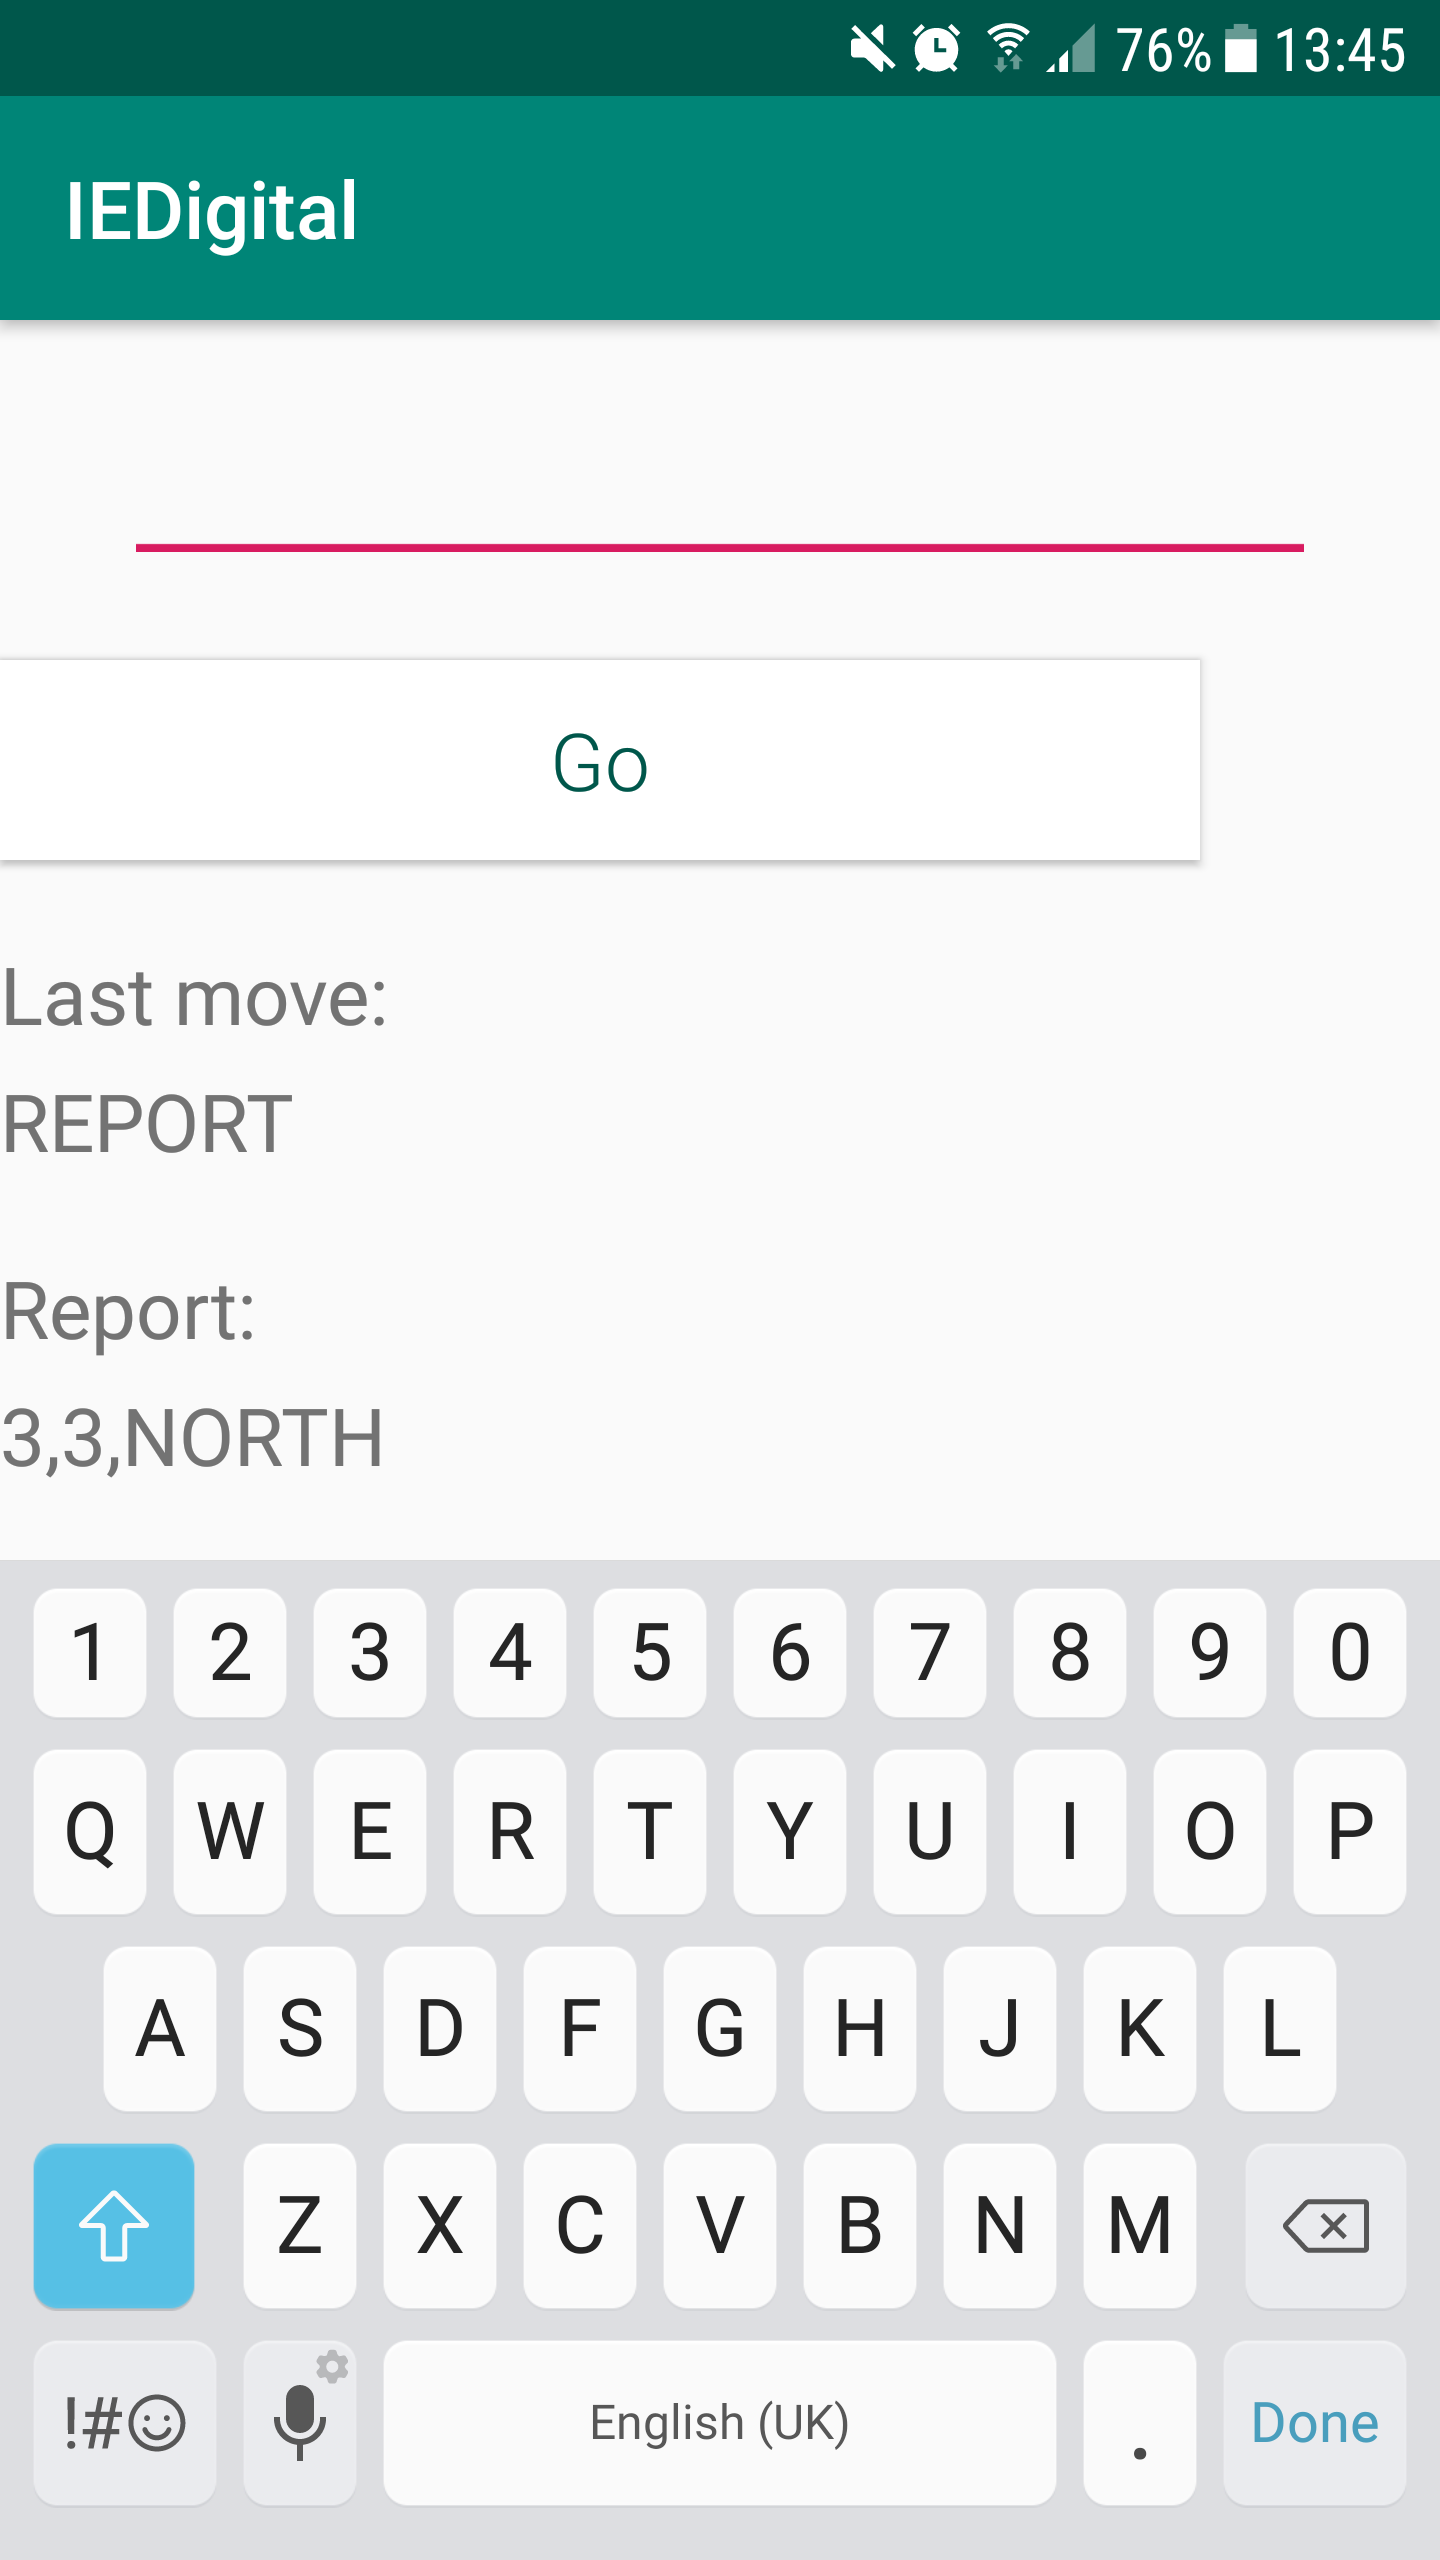 76% 13:45
IEDigital
Go
Last move:
REPORT
Report:
3,3,NORTH
1 2 3 4 5 6 7 8 9 0
Q W E R T Y U I O P
A S D F G H J K L
Z X C V B N M
!#☺ English (UK) . Done